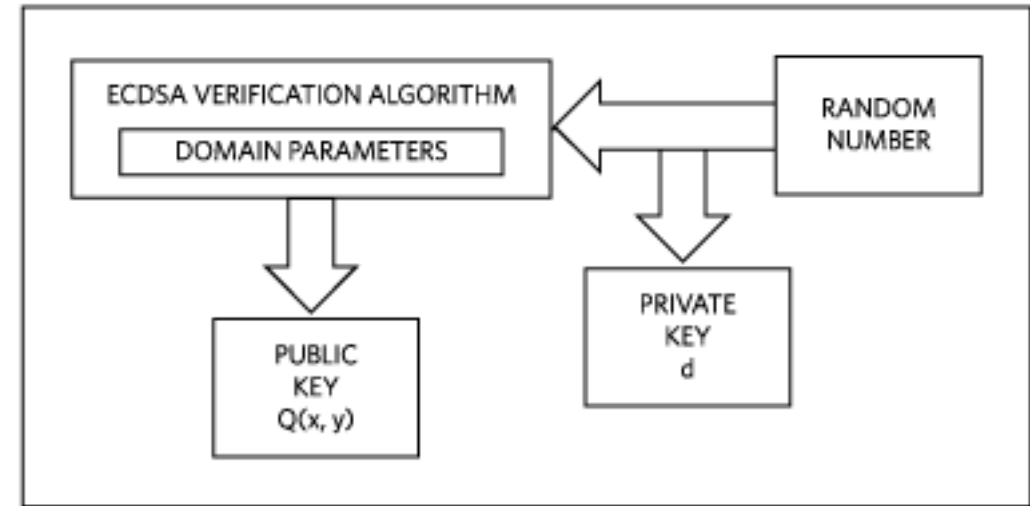 ECDSA VERIFICATION ALGORITHM
DOMAIN PARAMETERS
RANDOM
NUMBER
PRIVATE
KEY
d
PUBLIC
KEY
Q(x, y)